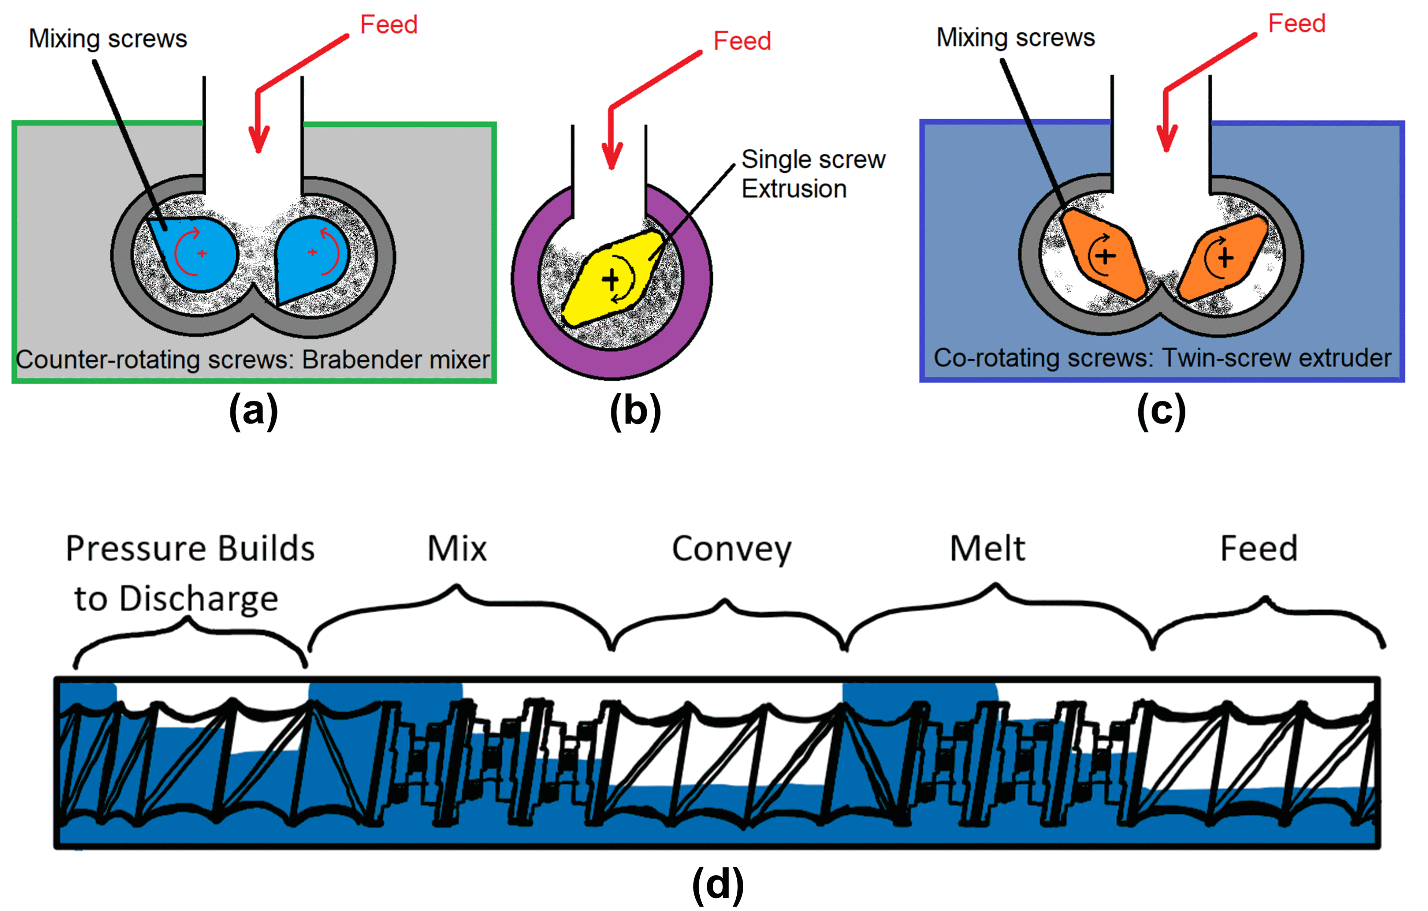 Mixing screws
Feed
Counter-rotating screws: Brabender mixer
(a)
Feed
Single screw
Extrusion
(b)
Mixing screws
Feed
Co-rotating screws: Twin-screw extruder
(c)
Pressure Builds
to Discharge
Mix
Convey
Melt
Feed
(d)